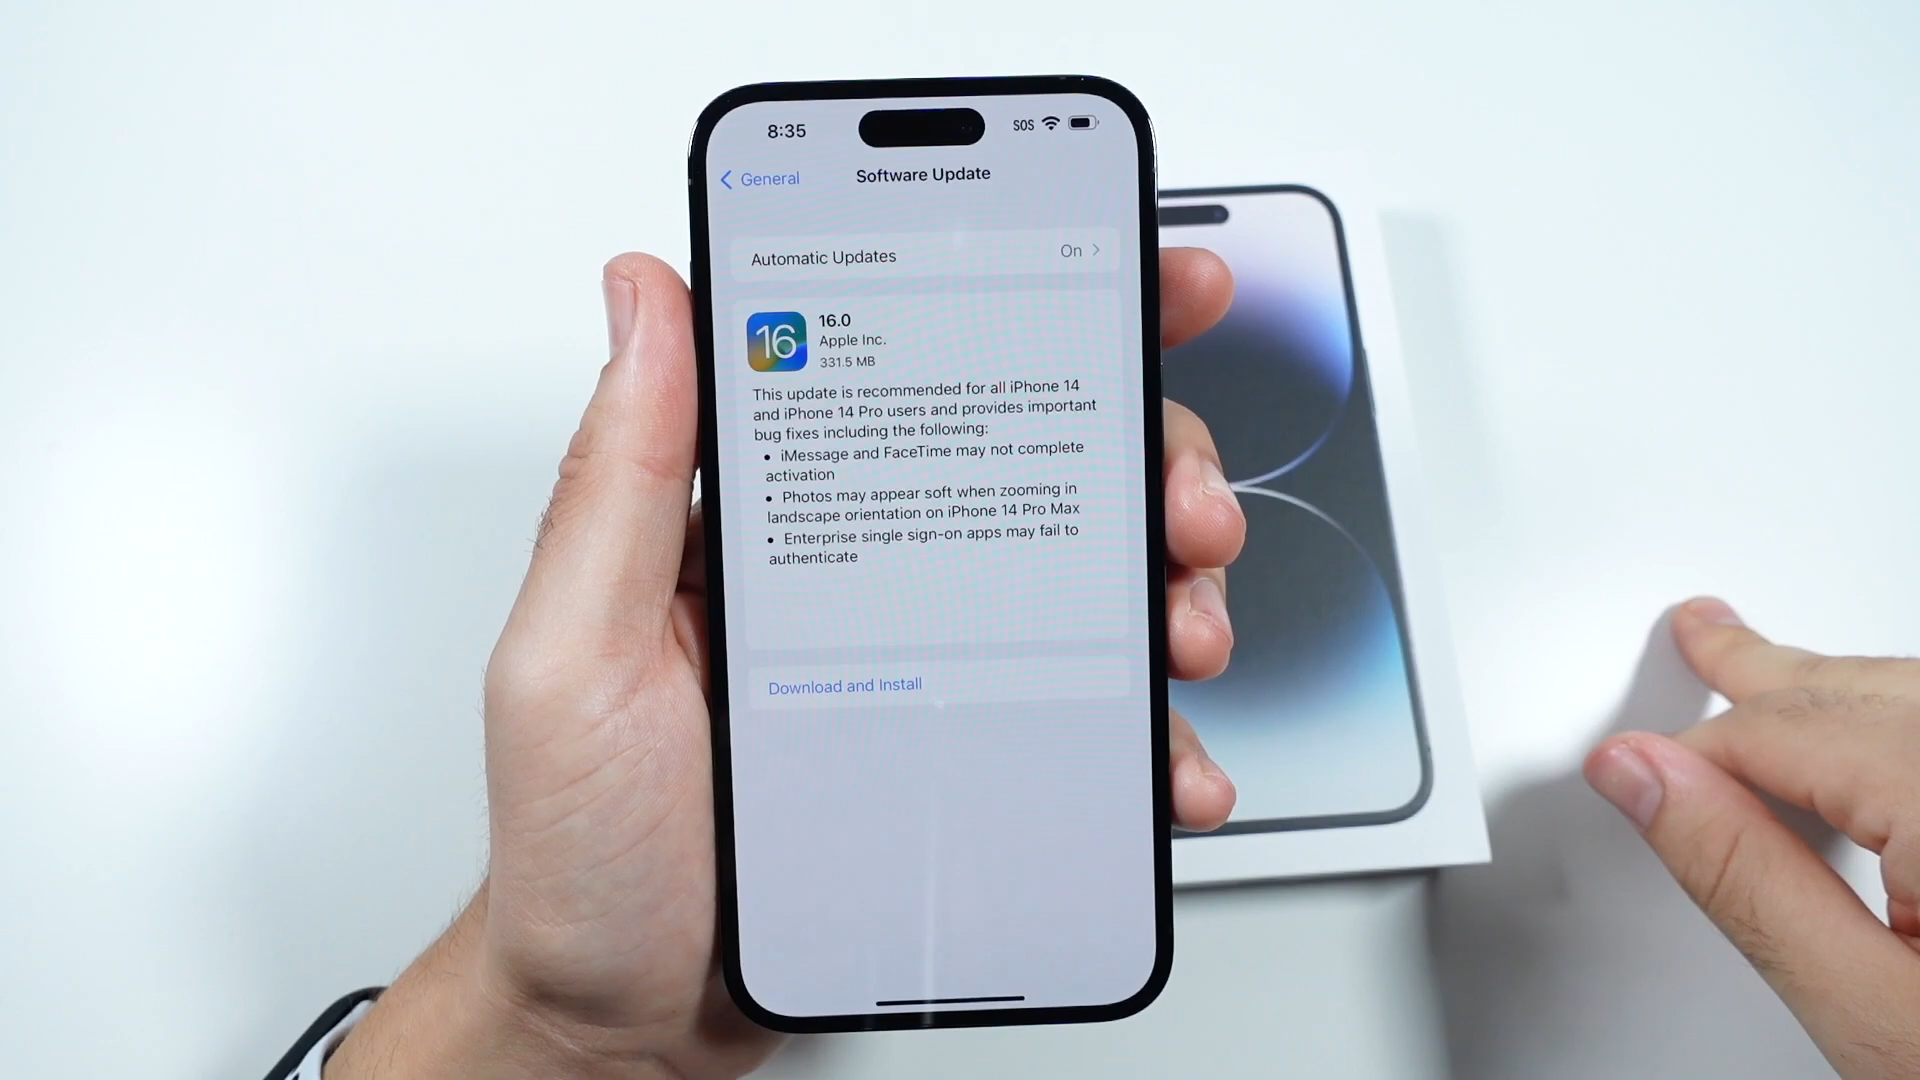 8:35
SOS
General
Software Update
Automatic Updates
On
16
16.0
Apple Inc.
331.5 MB
This update is recommended for all iPhone 14
and iPhone 14 Pro users and provides important
bug fixes including the following:
• iMessage and FaceTime may not complete
activation
• Photos may appear soft when zooming in
landscape orientation on iPhone 14 Pro Max
• Enterprise single sign-on apps may fail to
authenticate
Download and Install